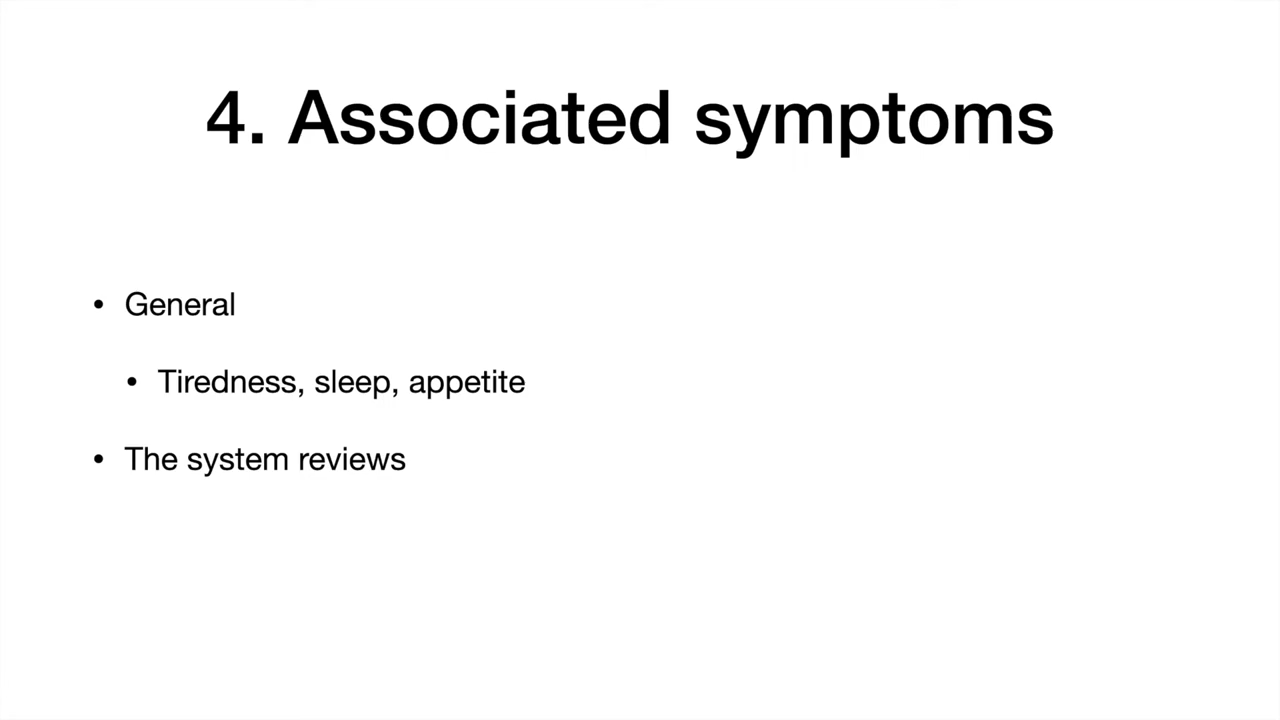 4. Associated symptoms
• General
• Tiredness, sleep, appetite
• The system reviews